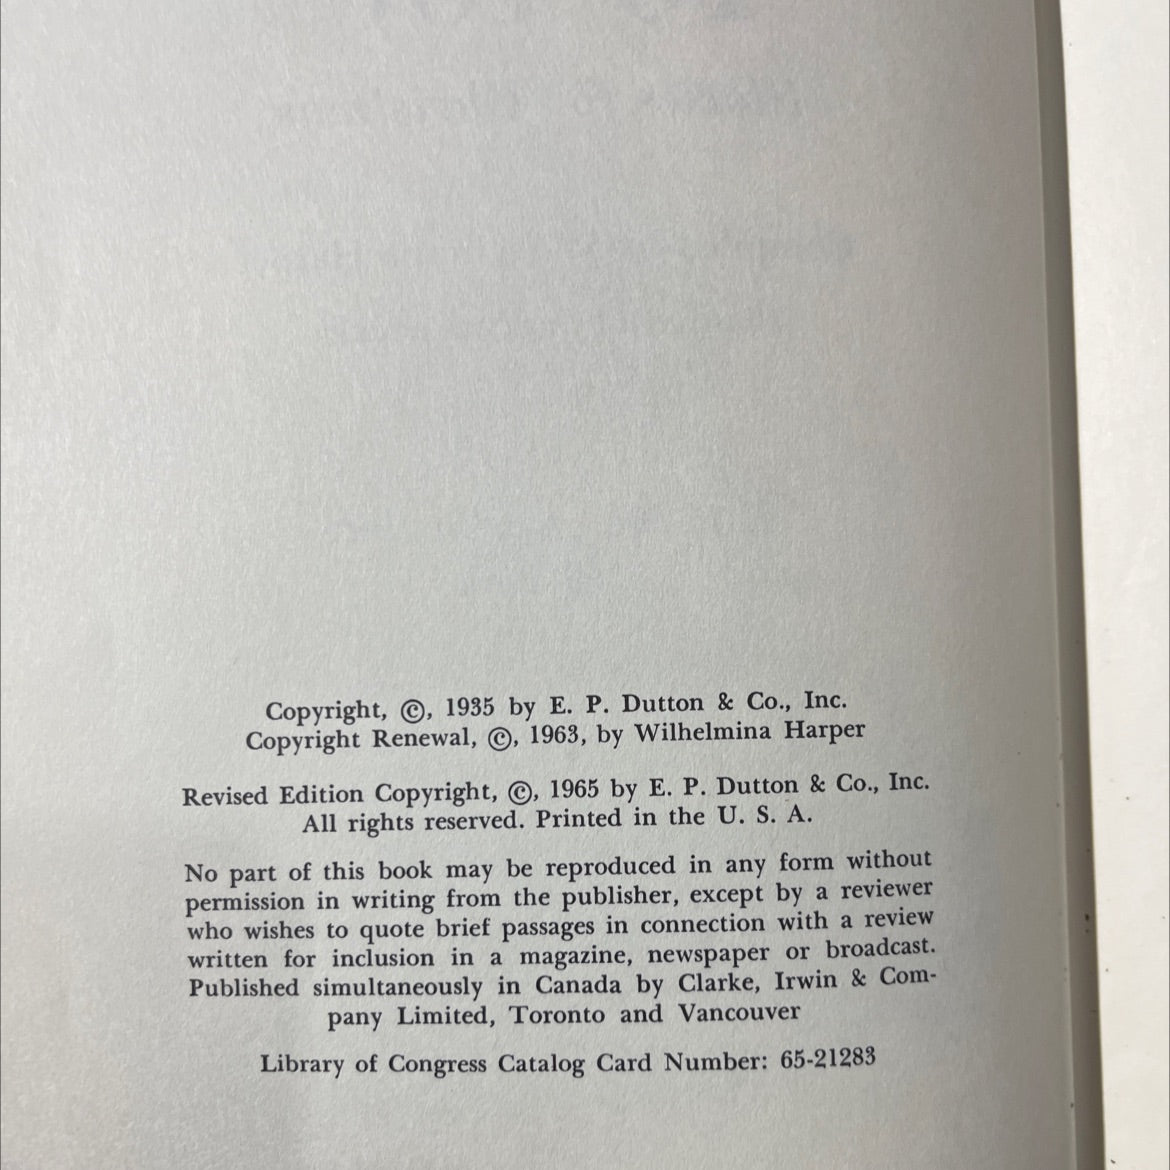 Copyright, ©, 1935 by E. P. Dutton & Co., Inc.
Copyright Renewal, ©, 1963, by Wilhelmina Harper
Revised Edition Copyright, ©, 1965 by E. P. Dutton & Co., Inc.
All rights reserved. Printed in the U. S. A.
No part of this book may be reproduced in any form without
permission in writing from the publisher, except by a reviewer
who wishes to quote brief passages in connection with a review
written for inclusion in a magazine, newspaper or broadcast.
Published simultaneously in Canada by Clarke, Irwin & Com-
pany Limited, Toronto and Vancouver
Library of Congress Catalog Card Number: 65-21283